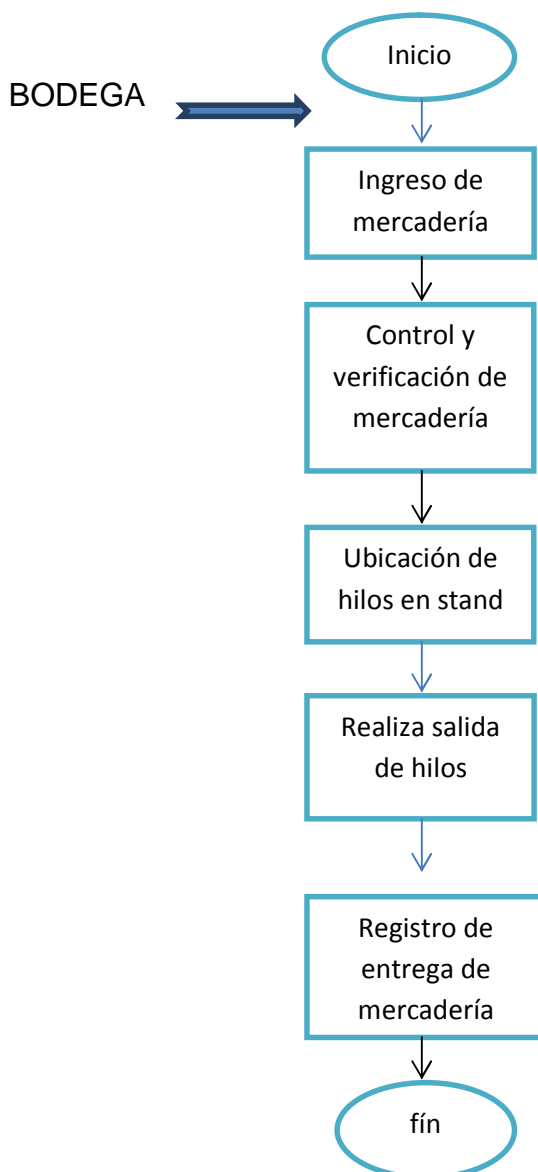 Inicio
BODEGA
Ingreso de
mercadería
Control y
verificación de
mercadería
Ubicación de
hilos en stand
Realiza salida
de hilos
Registro de
entrega de
mercadería
fín